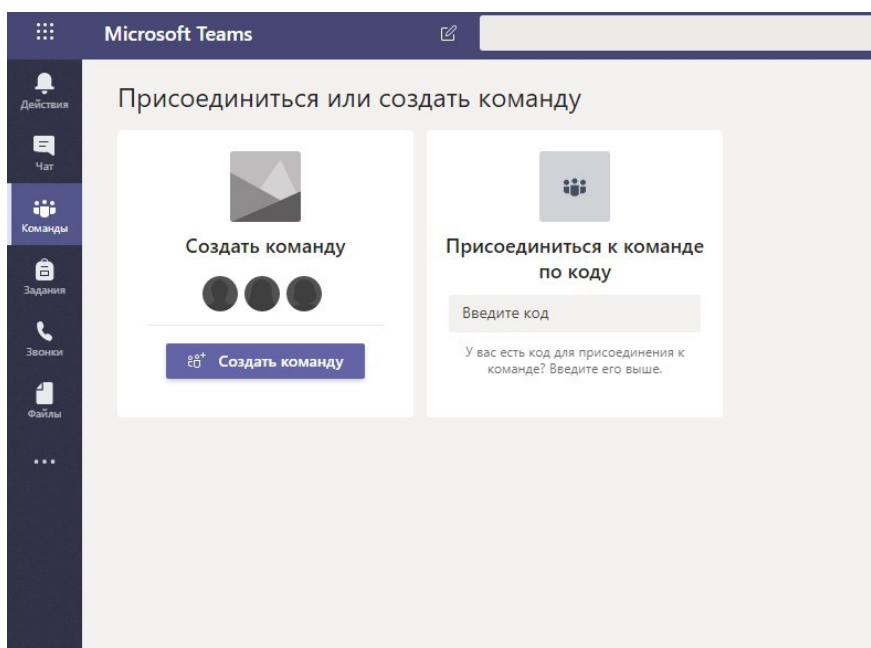 Microsoft Teams
Действия
Чат
Команды
Задания
Звонки
Файлы
Присоединиться или создать команду
Создать команду
Создать команду
Присоединиться к команде
по коду
Введите код
У вас есть код для присоединения к
команде? Введите его выше.